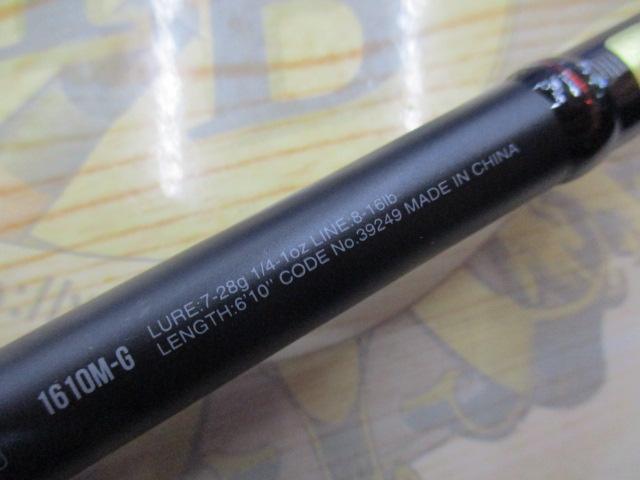 1610M-G
LURE:7-28g 1/4-1oz LINE:8-16lb
LENGTH:6'10" CODE No.39249 MADE IN CHINA